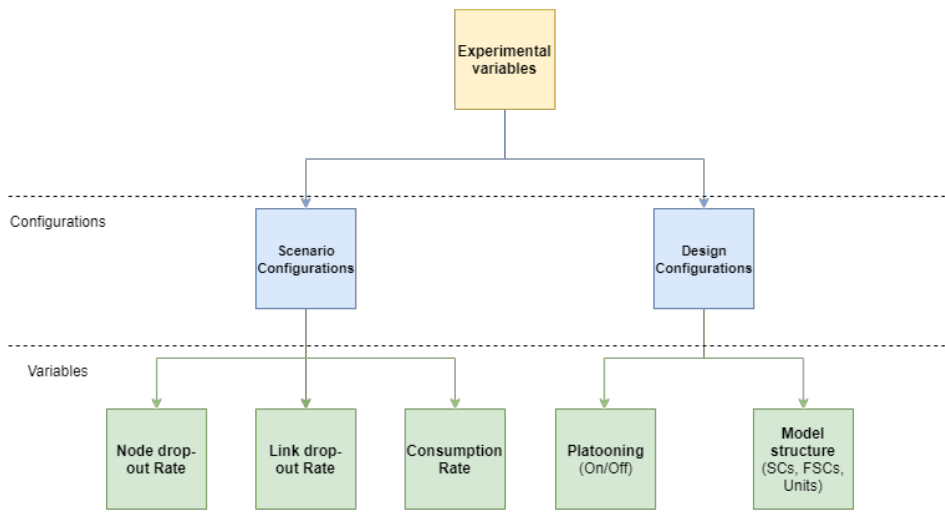 Experimental
variables
Configurations
Scenario
Configurations
Design
Configurations
Variables
Node drop-
out Rate
Link drop-
out Rate
Consumption
Rate
Platooning
(On/Off)
Model
structure
(SCs, FSCs,
Units)